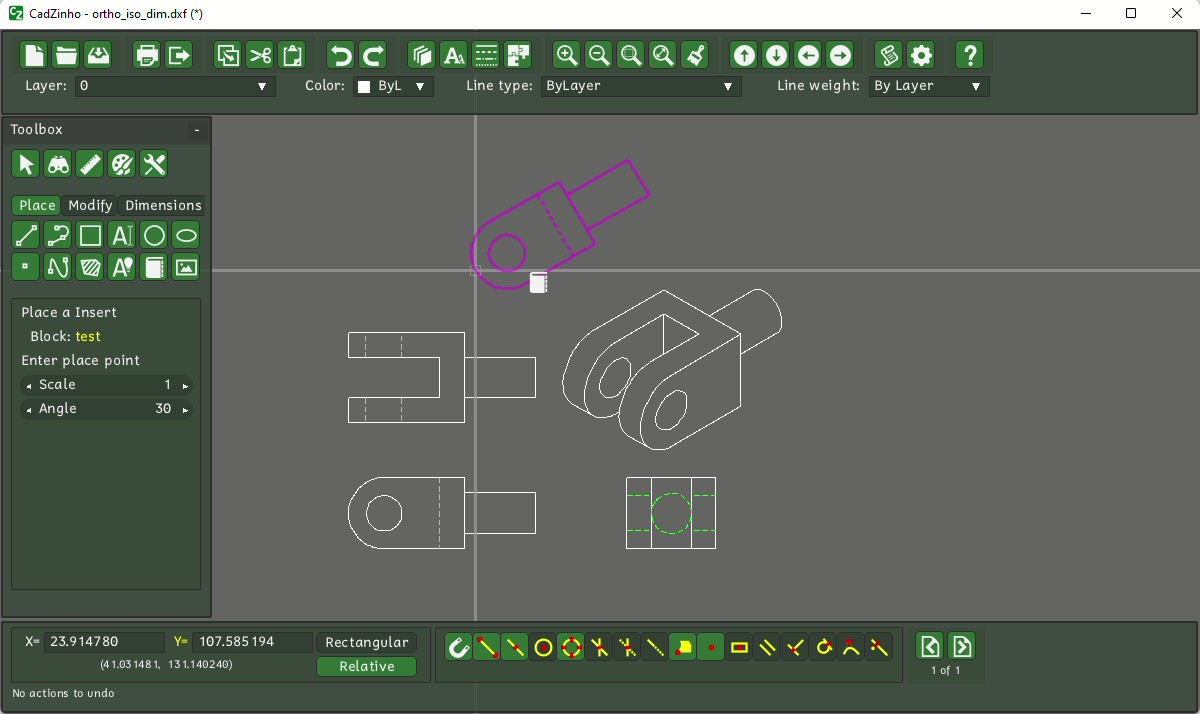 CadZinho - ortho_iso_dim.dxf (*)
Layer: 0 Color: ByL Line type: ByLayer Line weight: By Layer
Toolbox -
Place Modify Dimensions
Place a Insert
Block: test
Enter place point
Scale 1
Angle 30
X= 23.914780 Y= 107.585194 Rectangular
(41.031481, 131.140240) Relative
1 of 1
No actions to undo